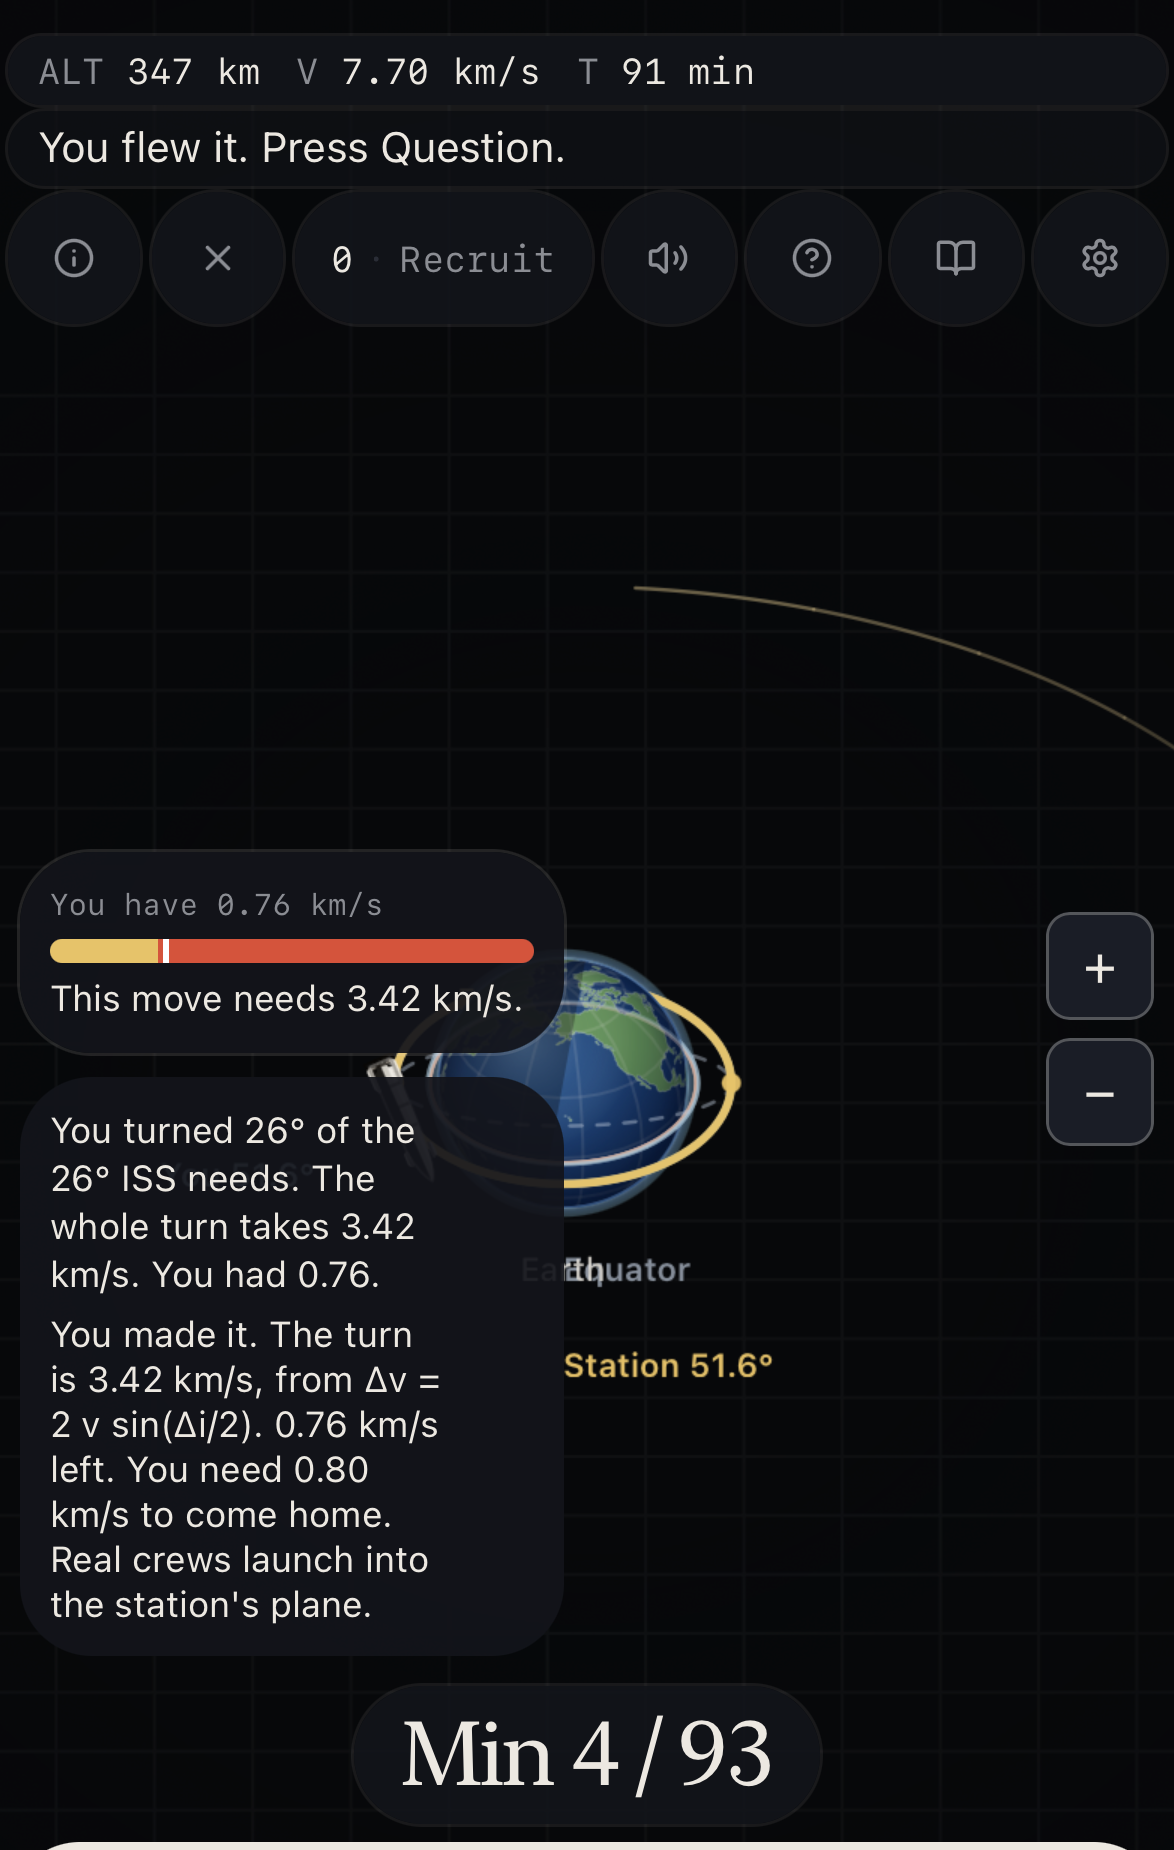 ALT 347 km V 7.70 km/s T 91 min
You flew it. Press Question.
0 · Recruit
You have 0.76 km/s
This move needs 3.42 km/s.
You turned 26° of the
26° ISS needs. The
whole turn takes 3.42
km/s. You had 0.76.
You made it. The turn
is 3.42 km/s, from Δv =
2 v sin(Δi/2). 0.76 km/s
left. You need 0.80
km/s to come home.
Real crews launch into
the station's plane.
Earth
Equator
Station 51.6°
+
−
Min 4 / 93